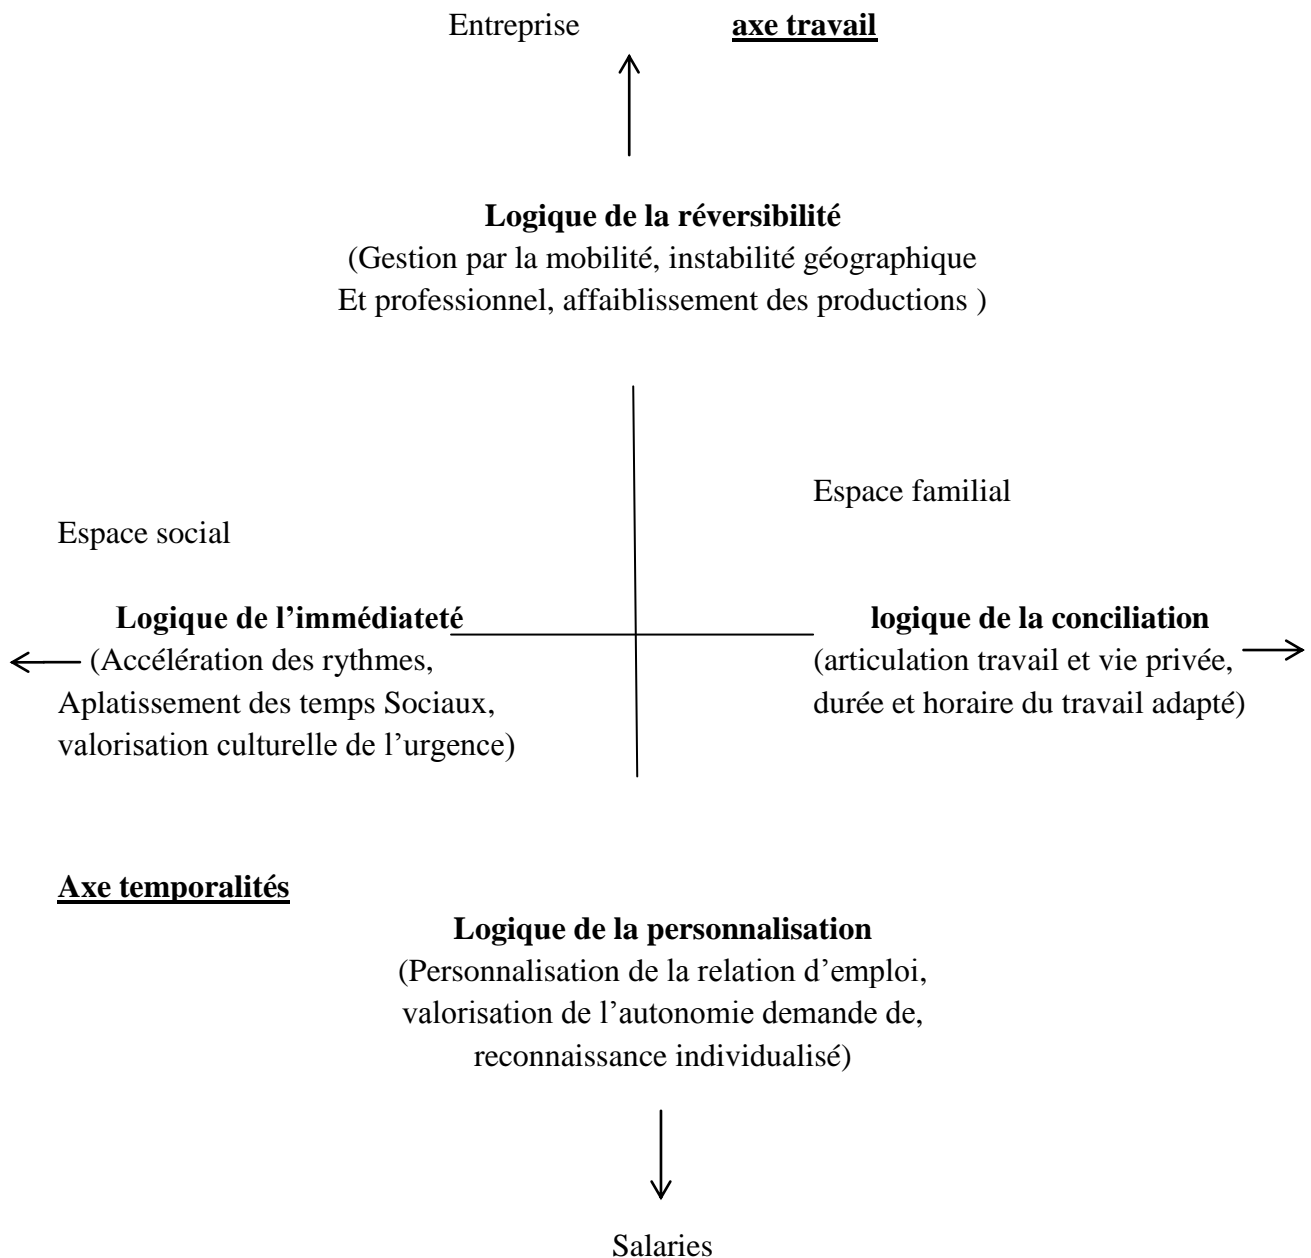 Entreprise axe travail
Logique de la réversibilité
(Gestion par la mobilité, instabilité géographique
Et professionnel, affaiblissement des productions )
Espace familial
Espace social
Logique de l’immédiateté
(Accélération des rythmes,
Aplatissement des temps Sociaux,
valorisation culturelle de l’urgence)
logique de la conciliation
(articulation travail et vie privée,
durée et horaire du travail adapté)
Axe temporalités
Logique de la personnalisation
(Personnalisation de la relation d’emploi,
valorisation de l’autonomie demande de,
reconnaissance individualisé)
Salaries